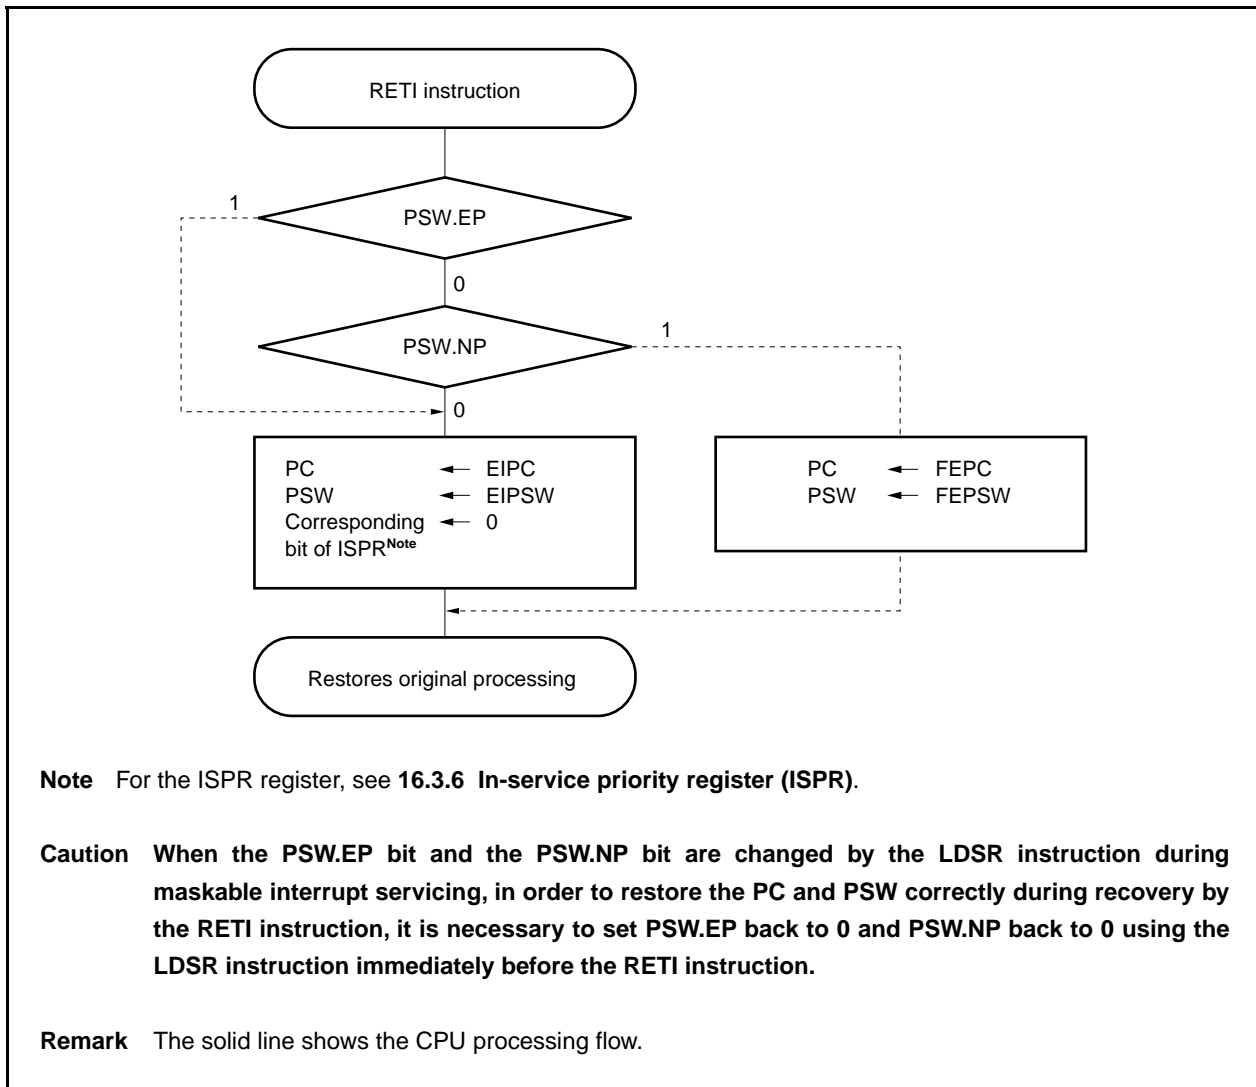 RETI instruction
1
PSW.EP
0
1
PSW.NP
0
PC ← EIPC
PSW ← EIPSW
Corresponding ← 0
bit of ISPR Note
PC ← FEPC
PSW ← FEPSW
Restores original processing
Note For the ISPR register, see 16.3.6 In-service priority register (ISPR).
Caution When the PSW.EP bit and the PSW.NP bit are changed by the LDSR instruction during
maskable interrupt servicing, in order to restore the PC and PSW correctly during recovery by
the RETI instruction, it is necessary to set PSW.EP back to 0 and PSW.NP back to 0 using the
LDSR instruction immediately before the RETI instruction.
Remark The solid line shows the CPU processing flow.